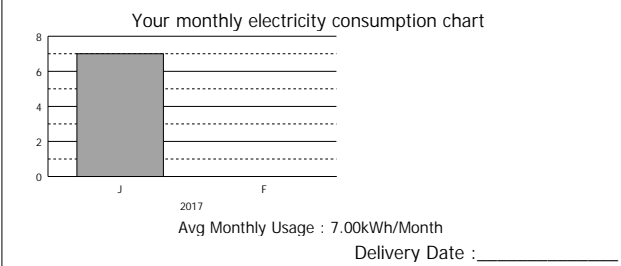 Your monthly electricity consumption chart
8
6
4
2
0
J F
2017
Avg Monthly Usage : 7.00kWh/Month
Delivery Date :_______________